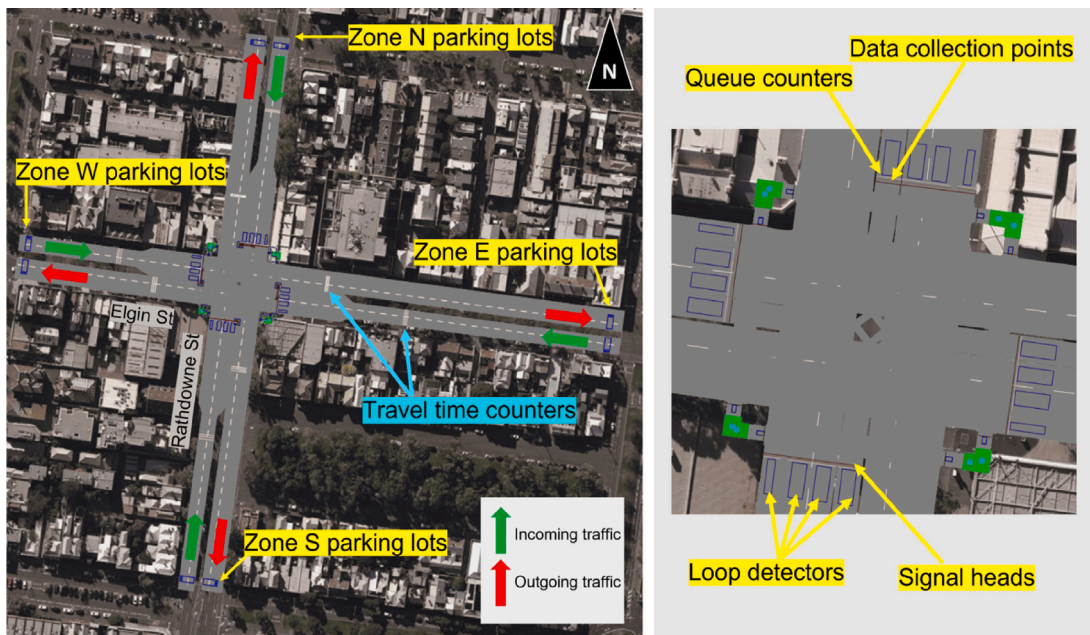 Zone N parking lots
N
Zone W parking lots
Zone E parking lots
Elgin St
Rathdowne St
Travel time counters
Zone S parking lots
Incoming traffic
Outgoing traffic
Data collection points
Queue counters
Loop detectors
Signal heads